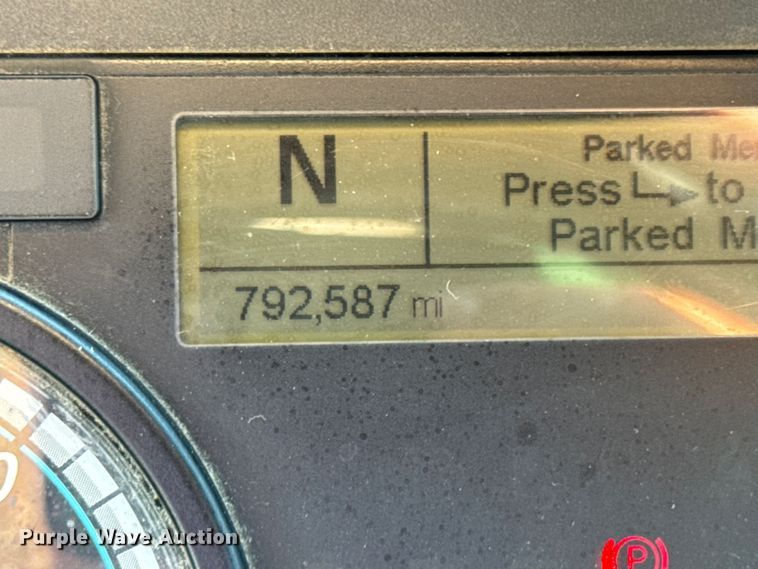 N
Parked
Press to
Parked
792,587 mi
P
Purple Wave Auction